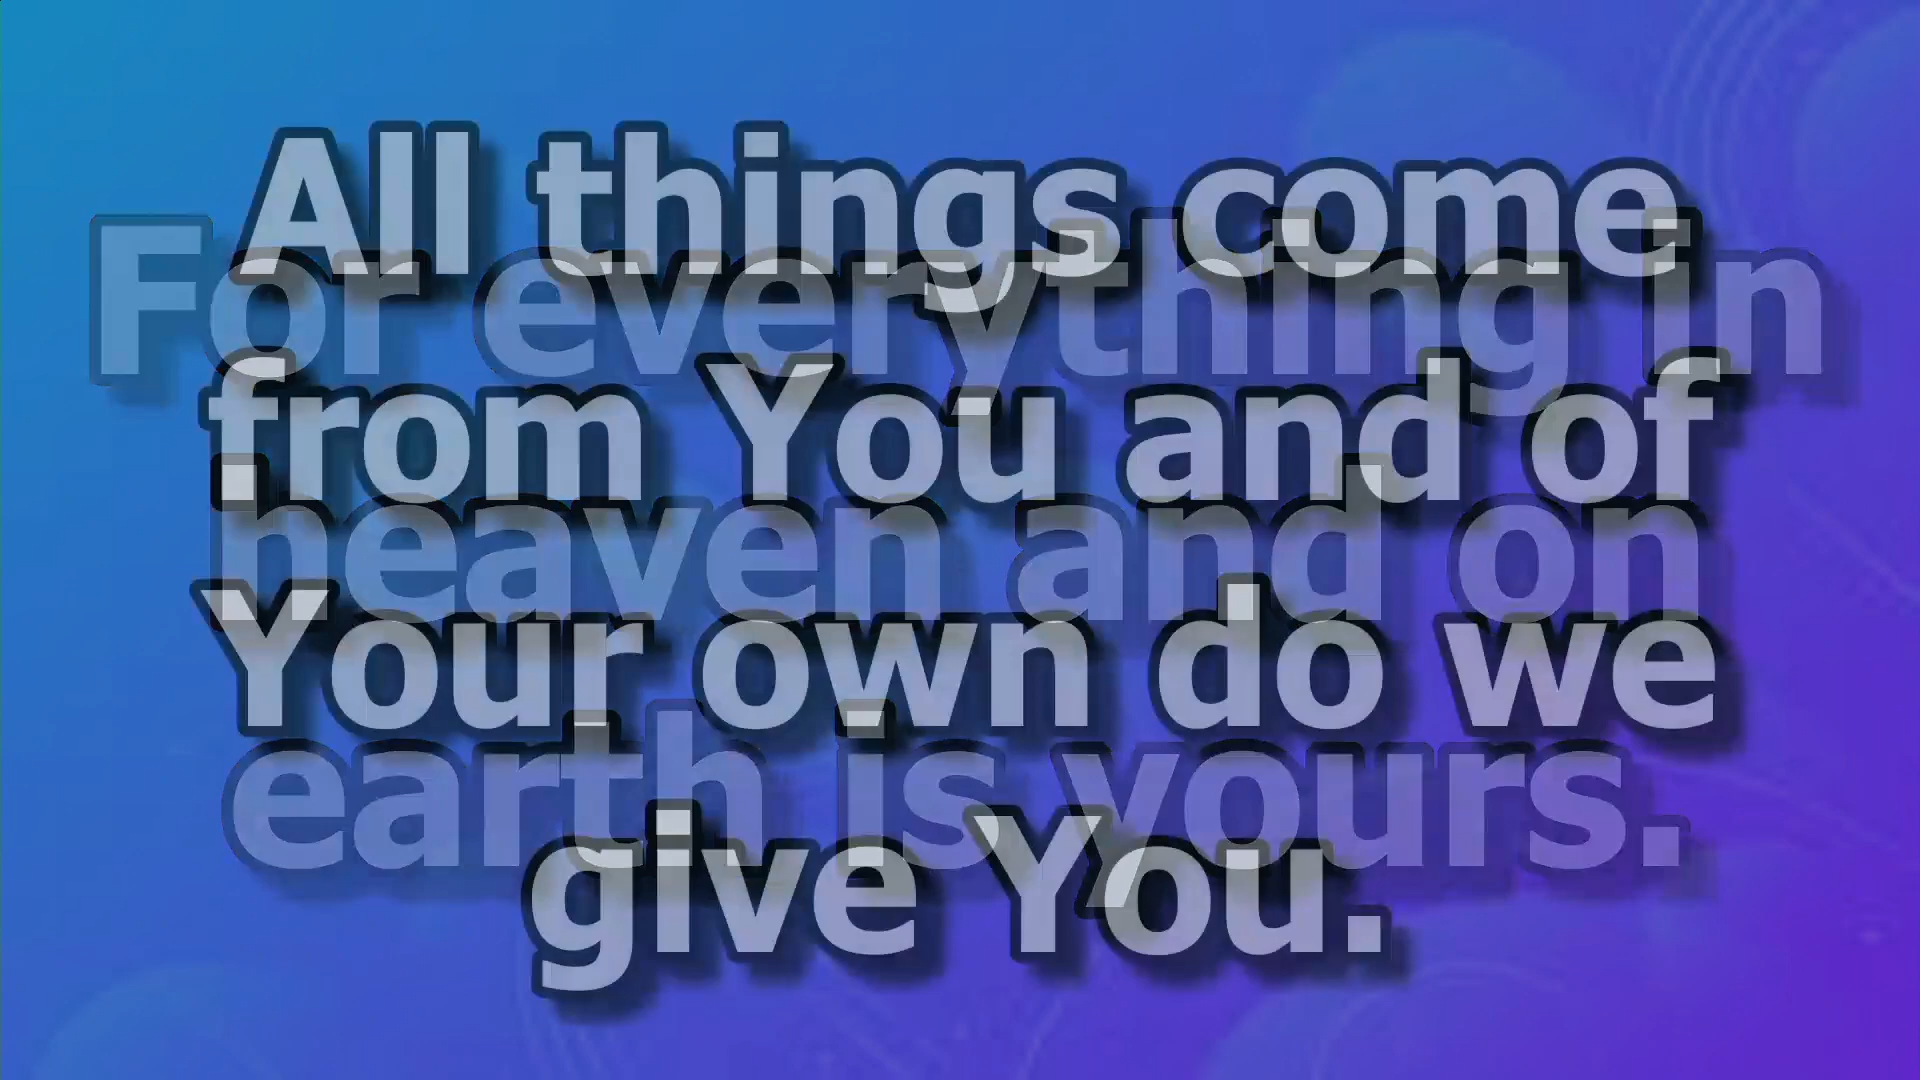 All things come
from You and of
Your own do we
give You.
For everything in
heaven and on
earth is yours.